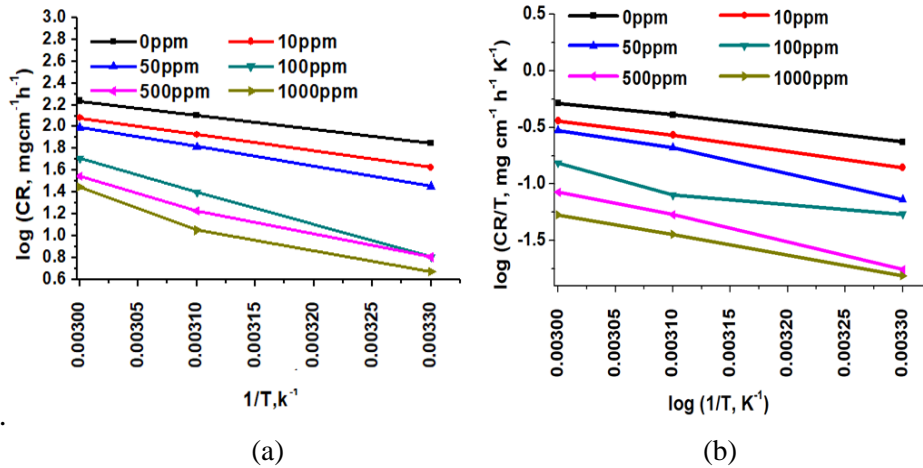 3.0
2.8
2.6
2.4
2.2
2.0
1.8
1.6
1.4
1.2
1.0
0.8
0.6
log (CR, mgcm⁻¹h⁻¹)
0ppm 10ppm
50ppm 100ppm
500ppm 1000ppm
0.00300
0.00305
0.00310
0.00315
0.00320
0.00325
0.00330
1/T,k⁻¹
.
(a)
0.5
0.0
-0.5
-1.0
-1.5
log (CR/T, mg cm⁻¹ h⁻¹ K⁻¹)
0ppm 10ppm
50ppm 100ppm
500ppm 1000ppm
0.00300
0.00305
0.00310
0.00315
0.00320
0.00325
0.00330
log (1/T, K⁻¹)
(b)